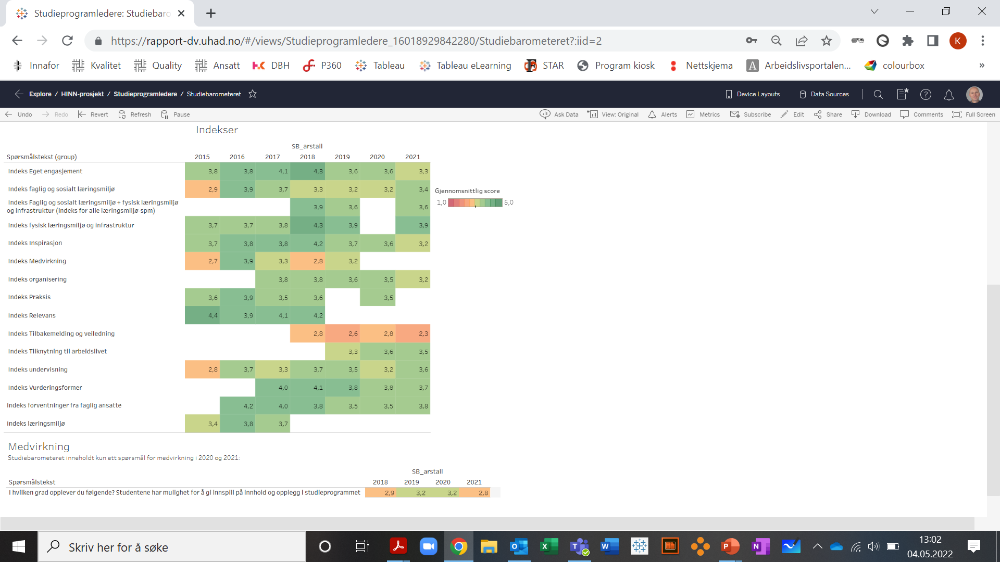 Studieprogramledere: Studiebaro
https://rapport-dv.uhad.no/#/views/Studieprogramledere_16018929842280/Studiebarometeret?:iid=2
K
Innafor Kvalitet Quality Ansatt DBH P360 Tableau Tableau eLearning STAR Program kiosk Nettskjema A Arbeidslivsportalen... colourbox »
Explore / HINN-prosjekt / Studieprogramledere / Studiebarometeret Device Layouts Data Sources
Undo Redo Revert Refresh Pause Ask Data View: Original Alerts Metrics Subscribe Edit Share Download Comments Full Screen
Indekser
SB_arstall
Spørsmålstekst (group) 2015 2016 2017 2018 2019 2020 2021
Indeks Eget engasjement 3,8 3,8 4,1 4,3 3,6 3,6 3,3
Indeks faglig og sosialt læringsmiljø 2,9 3,9 3,7 3,3 3,2 3,2 3,4
Gjennomsnittlig score
1,0 5,0
Indeks Faglig og sosialt læringsmiljø + fysisk læringsmiljø
og infrastruktur (indeks for alle læringsmiljø-spm) 3,9 3,6 3,6
Indeks fysisk læringsmiljø og infrastruktur 3,7 3,7 3,8 4,3 3,9 3,9
Indeks Inspirasjon 3,7 3,8 3,8 4,2 3,7 3,6 3,2
Indeks Medvirkning 2,7 3,9 3,3 2,8 3,2
Indeks organisering 3,8 3,8 3,6 3,5 3,2
Indeks Praksis 3,6 3,9 3,5 3,6 3,5
Indeks Relevans 4,4 3,9 4,1 4,2
Indeks Tilbakemelding og veiledning 2,8 2,6 2,8 2,3
Indeks Tilknytning til arbeidslivet 3,3 3,6 3,5
Indeks undervisning 2,8 3,7 3,3 3,7 3,5 3,2 3,6
Indeks Vurderingsformer 4,0 4,1 3,8 3,8 3,7
Indeks forventninger fra faglig ansatte 4,2 4,0 3,8 3,5 3,5 3,8
Indeks læringsmiljø 3,4 3,8 3,7
Medvirkning
Studiebarometeret inneholdt kun ett spørsmål for medvirkning i 2020 og 2021:
SB_arstall
Spørsmålstekst 2018 2019 2020 2021
I hvilken grad opplever du følgende? Studentene har mulighet for å gi innspill på innhold og opplegg i studieprogrammet 2,9 3,2 3,2 2,8
Skriv her for å søke
13:02
04.05.2022